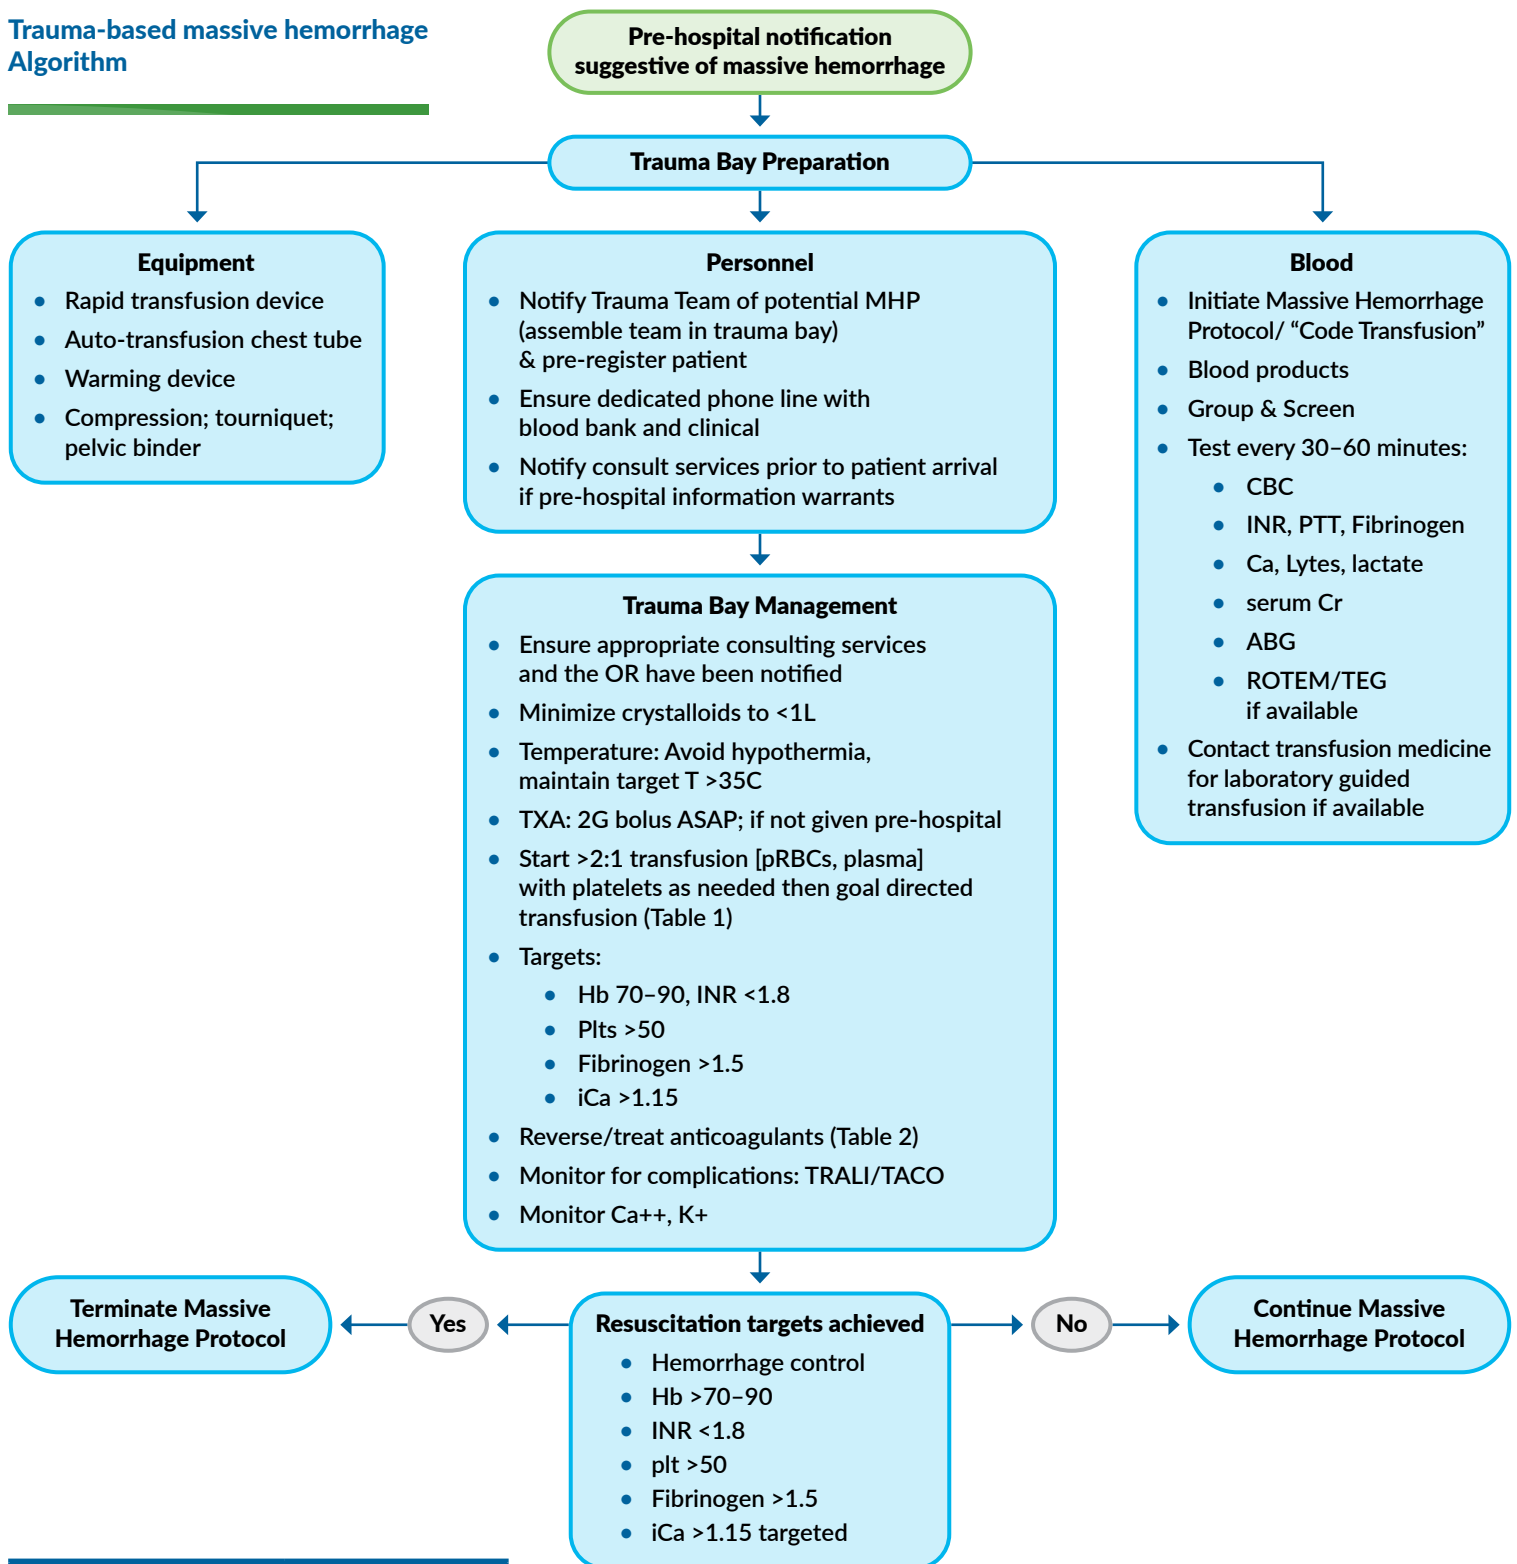 Trauma-based massive hemorrhage
Algorithm
Pre-hospital notification
suggestive of massive hemorrhage
Trauma Bay Preparation
Equipment
• Rapid transfusion device
• Auto-transfusion chest tube
• Warming device
• Compression; tourniquet;
pelvic binder
Personnel
• Notify Trauma Team of potential MHP
(assemble team in trauma bay)
& pre-register patient
• Ensure dedicated phone line with
blood bank and clinical
• Notify consult services prior to patient arrival
if pre-hospital information warrants
Blood
• Initiate Massive Hemorrhage
Protocol/ “Code Transfusion”
• Blood products
• Group & Screen
• Test every 30–60 minutes:
• CBC
• INR, PTT, Fibrinogen
• Ca, Lytes, lactate
• serum Cr
• ABG
• ROTEM/TEG
if available
• Contact transfusion medicine
for laboratory guided
transfusion if available
Trauma Bay Management
• Ensure appropriate consulting services
and the OR have been notified
• Minimize crystalloids to <1L
• Temperature: Avoid hypothermia,
maintain target T >35C
• TXA: 2G bolus ASAP; if not given pre-hospital
• Start >2:1 transfusion [pRBCs, plasma]
with platelets as needed then goal directed
transfusion (Table 1)
• Targets:
• Hb 70–90, INR <1.8
• Plts >50
• Fibrinogen >1.5
• iCa >1.15
• Reverse/treat anticoagulants (Table 2)
• Monitor for complications: TRALI/TACO
• Monitor Ca++, K+
Terminate Massive
Hemorrhage Protocol
Yes
Resuscitation targets achieved
• Hemorrhage control
• Hb >70–90
• INR <1.8
• plt >50
• Fibrinogen >1.5
• iCa >1.15 targeted
No
Continue Massive
Hemorrhage Protocol